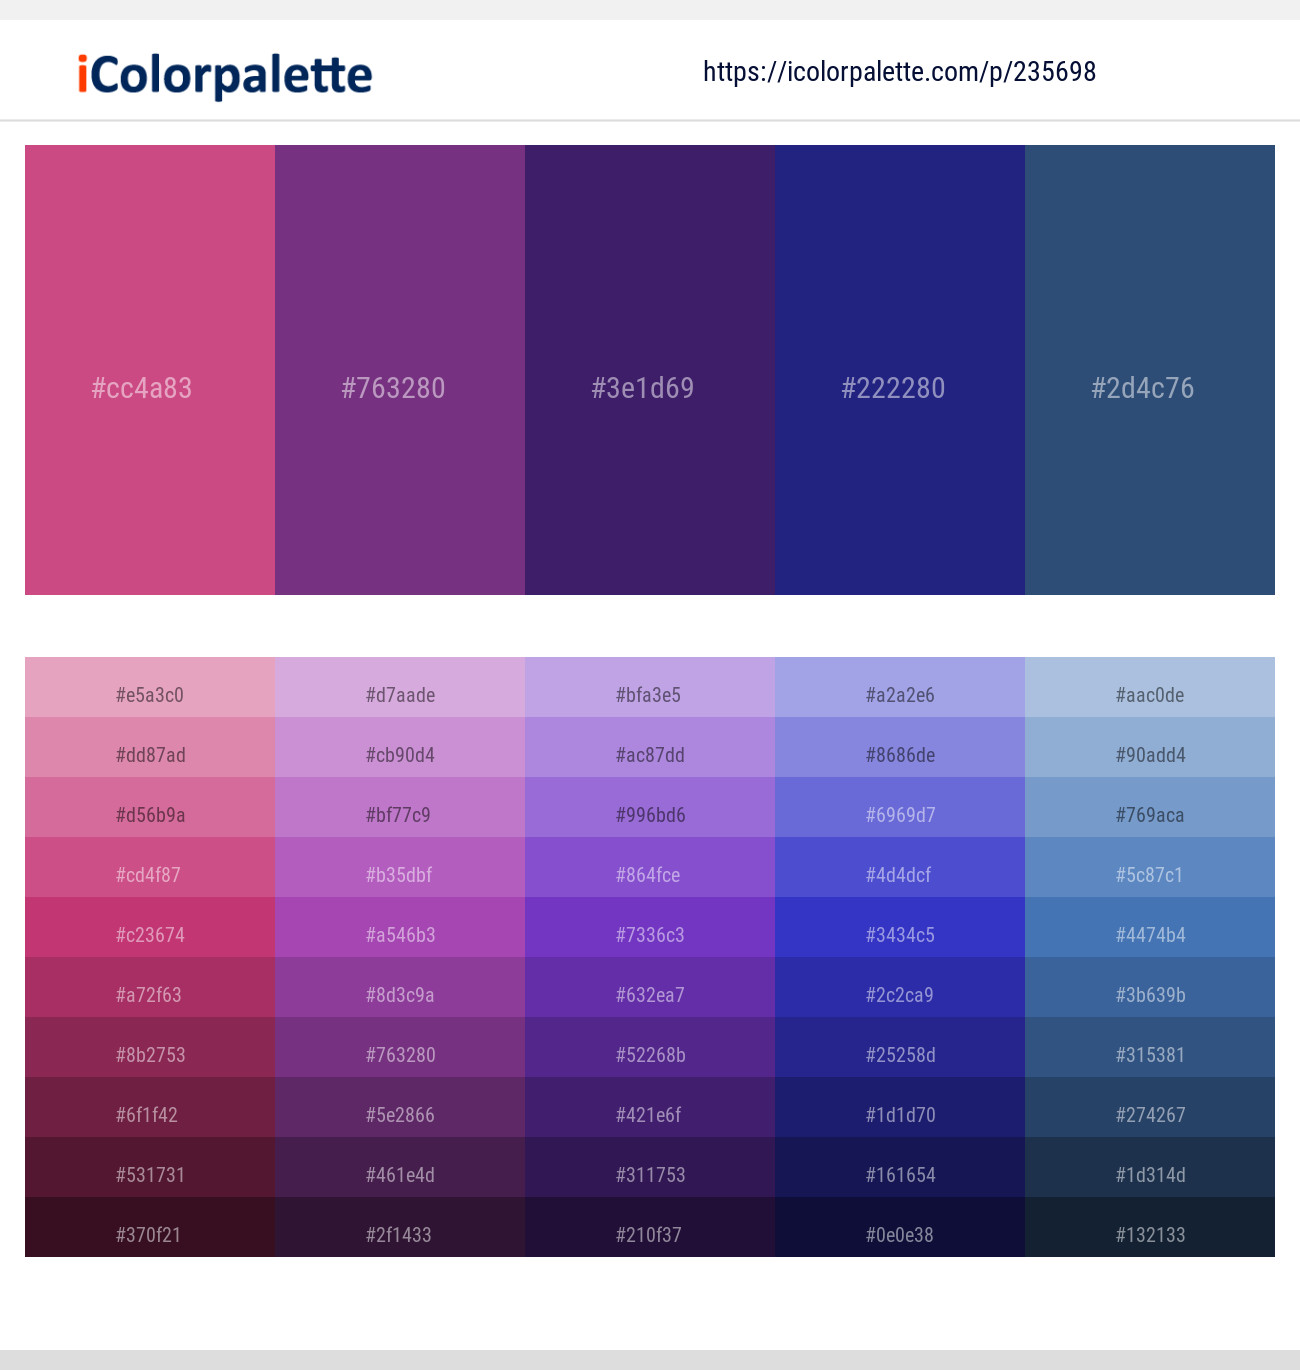 iColorpalette https://icolorpalette.com/p/235698
#cc4a83 #763280 #3e1d69 #222280 #2d4c76
#e5a3c0 #d7aade #bfa3e5 #a2a2e6 #aac0de
#dd87ad #cb90d4 #ac87dd #8686de #90add4
#d56b9a #bf77c9 #996bd6 #6969d7 #769aca
#cd4f87 #b35dbf #864fce #4d4dcf #5c87c1
#c23674 #a546b3 #7336c3 #3434c5 #4474b4
#a72f63 #8d3c9a #632ea7 #2c2ca9 #3b639b
#8b2753 #763280 #52268b #25258d #315381
#6f1f42 #5e2866 #421e6f #1d1d70 #274267
#531731 #461e4d #311753 #161654 #1d314d
#370f21 #2f1433 #210f37 #0e0e38 #132133